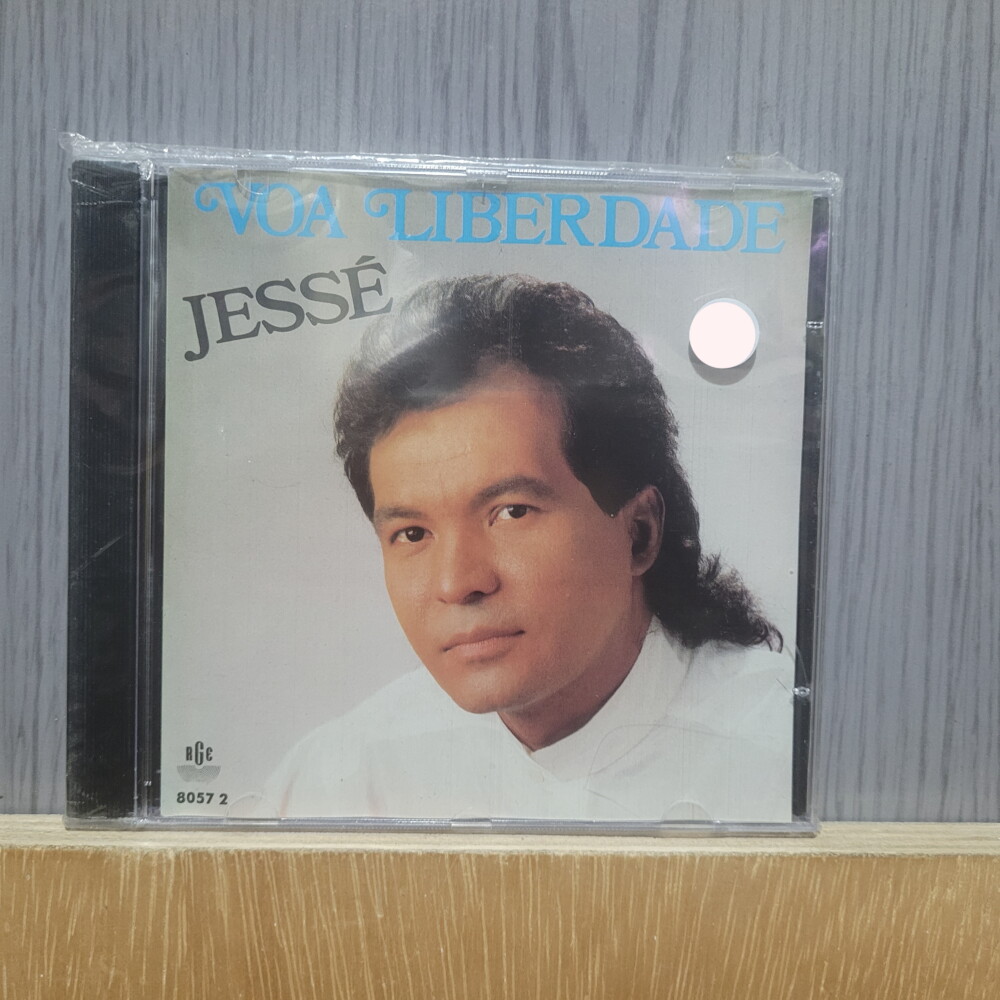 VOA LIBERDADE
JESSÉ
RGE
8057 2